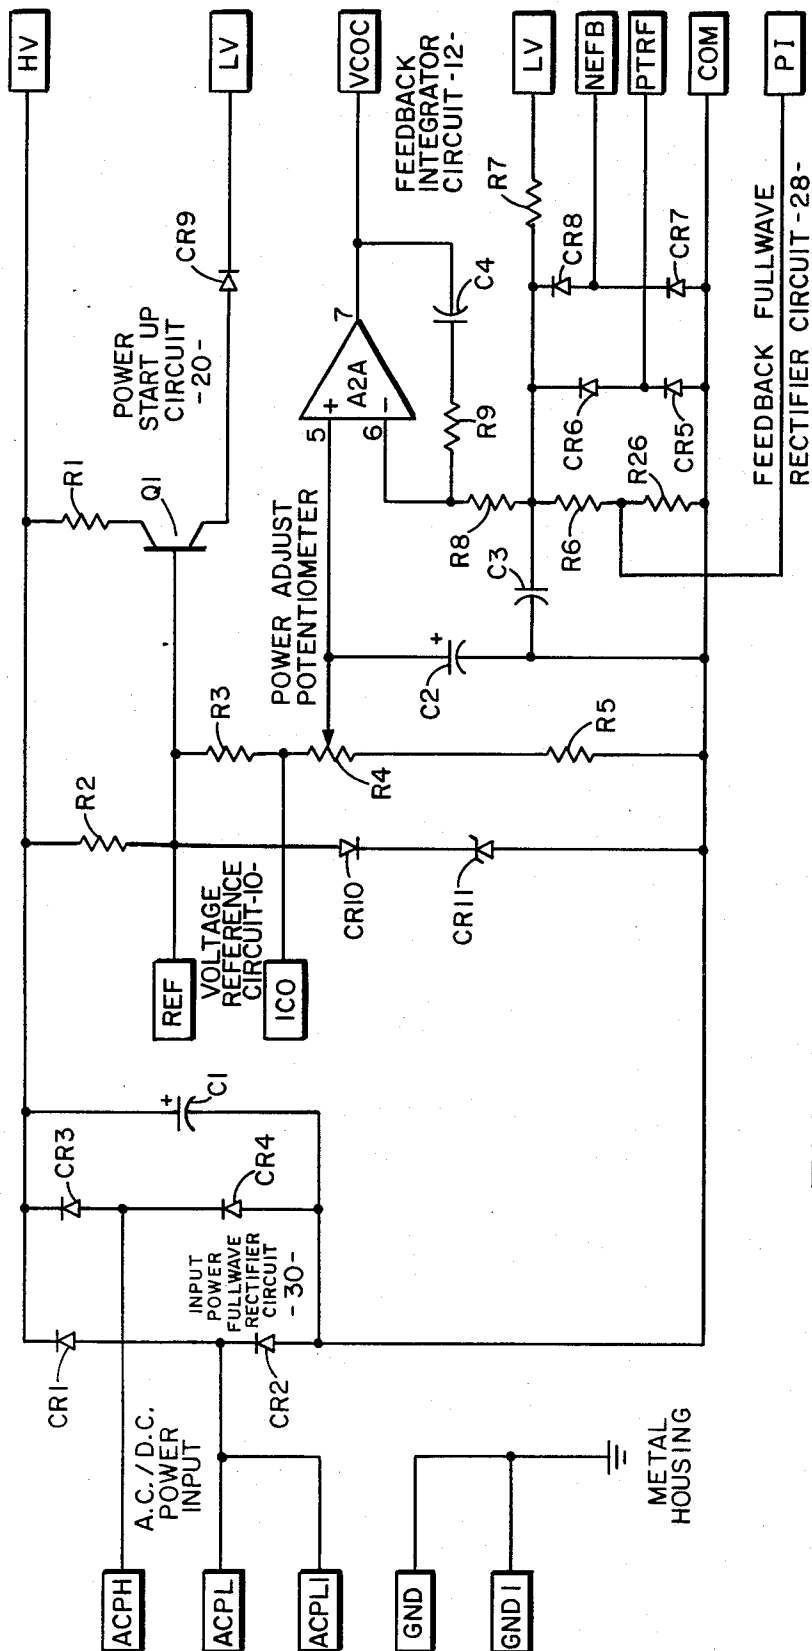 HV
LV
VCOC
LV
NEFB
PTRF
COM
PI
R1
Q1
POWER
START UP
CIRCUIT
-20-
CR9
FEEDBACK
INTEGRATOR
CIRCUIT -12-
5
+
6
-
A2A
7
R9
C4
R7
R8
C3
R6
R26
CR6
CR5
CR8
CR7
FEEDBACK FULLWAVE
RECTIFIER CIRCUIT -28-
R2
R3
POWER ADJUST
POTENTIOMETER
R4
R5
C2
+
CR10
CR11
REF
VOLTAGE
REFERENCE
CIRCUIT-10-
ICO
+
C1
CR3
CR4
CR1
CR2
INPUT
POWER
FULLWAVE
RECTIFIER
CIRCUIT
-30-
A.C./D.C.
POWER
INPUT
ACPH
ACPL
ACPL1
GND
GND1
METAL
HOUSING